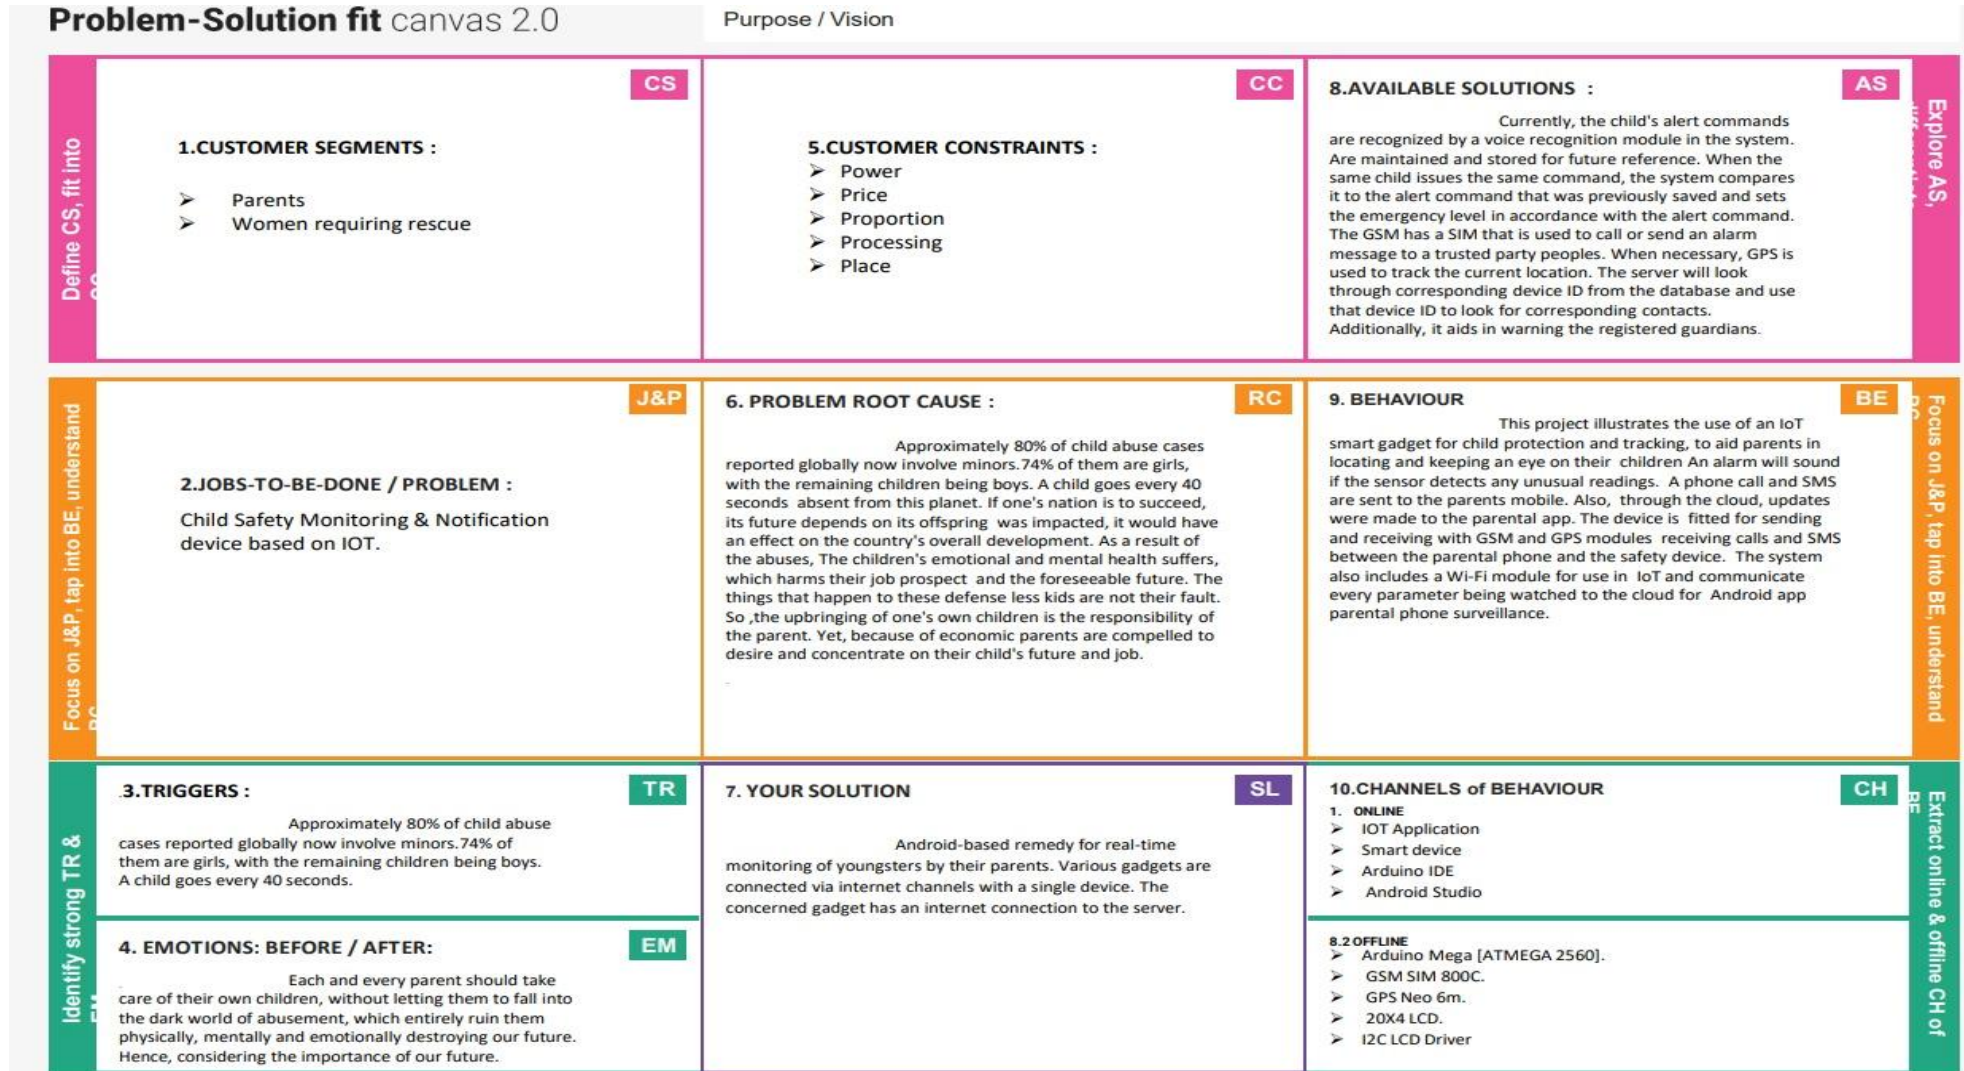 Problem-Solution fit canvas 2.0
Purpose / Vision
Define CS, fit into
CS
1.CUSTOMER SEGMENTS :
➢ Parents
➢ Women requiring rescue
CC
5.CUSTOMER CONSTRAINTS :
➢ Power
➢ Price
➢ Proportion
➢ Processing
➢ Place
AS
8.AVAILABLE SOLUTIONS :
Currently, the child's alert commands
are recognized by a voice recognition module in the system.
Are maintained and stored for future reference. When the
same child issues the same command, the system compares
it to the alert command that was previously saved and sets
the emergency level in accordance with the alert command.
The GSM has a SIM that is used to call or send an alarm
message to a trusted party peoples. When necessary, GPS is
used to track the current location. The server will look
through corresponding device ID from the database and use
that device ID to look for corresponding contacts.
Additionally, it aids in warning the registered guardians.
Explore AS,
Focus on J&P, tap into BE, understand
J&P
2.JOBS-TO-BE-DONE / PROBLEM :
Child Safety Monitoring & Notification
device based on IOT.
RC
6. PROBLEM ROOT CAUSE :
Approximately 80% of child abuse cases
reported globally now involve minors.74% of them are girls,
with the remaining children being boys. A child goes every 40
seconds absent from this planet. If one's nation is to succeed,
its future depends on its offspring was impacted, it would have
an effect on the country's overall development. As a result of
the abuses, The children's emotional and mental health suffers,
which harms their job prospect and the foreseeable future. The
things that happen to these defense less kids are not their fault.
So ,the upbringing of one's own children is the responsibility of
the parent. Yet, because of economic parents are compelled to
desire and concentrate on their child's future and job.
BE
9. BEHAVIOUR
This project illustrates the use of an IoT
smart gadget for child protection and tracking, to aid parents in
locating and keeping an eye on their children An alarm will sound
if the sensor detects any unusual readings. A phone call and SMS
are sent to the parents mobile. Also, through the cloud, updates
were made to the parental app. The device is fitted for sending
and receiving with GSM and GPS modules receiving calls and SMS
between the parental phone and the safety device. The system
also includes a Wi-Fi module for use in IoT and communicate
every parameter being watched to the cloud for Android app
parental phone surveillance.
Focus on J&P, tap into BE, understand
Identify strong TR &
TR
.3.TRIGGERS :
Approximately 80% of child abuse
cases reported globally now involve minors.74% of
them are girls, with the remaining children being boys.
A child goes every 40 seconds.
EM
4. EMOTIONS: BEFORE / AFTER:
Each and every parent should take
care of their own children, without letting them to fall into
the dark world of abusement, which entirely ruin them
physically, mentally and emotionally destroying our future.
Hence, considering the importance of our future.
SL
7. YOUR SOLUTION
Android-based remedy for real-time
monitoring of youngsters by their parents. Various gadgets are
connected via internet channels with a single device. The
concerned gadget has an internet connection to the server.
CH
10.CHANNELS of BEHAVIOUR
1. ONLINE
➢ IOT Application
➢ Smart device
➢ Arduino IDE
➢ Android Studio
8.2 OFFLINE
➢ Arduino Mega [ATMEGA 2560].
➢ GSM SIM 800C.
➢ GPS Neo 6m.
➢ 20X4 LCD.
➢ I2C LCD Driver
Extract online & offline CH of